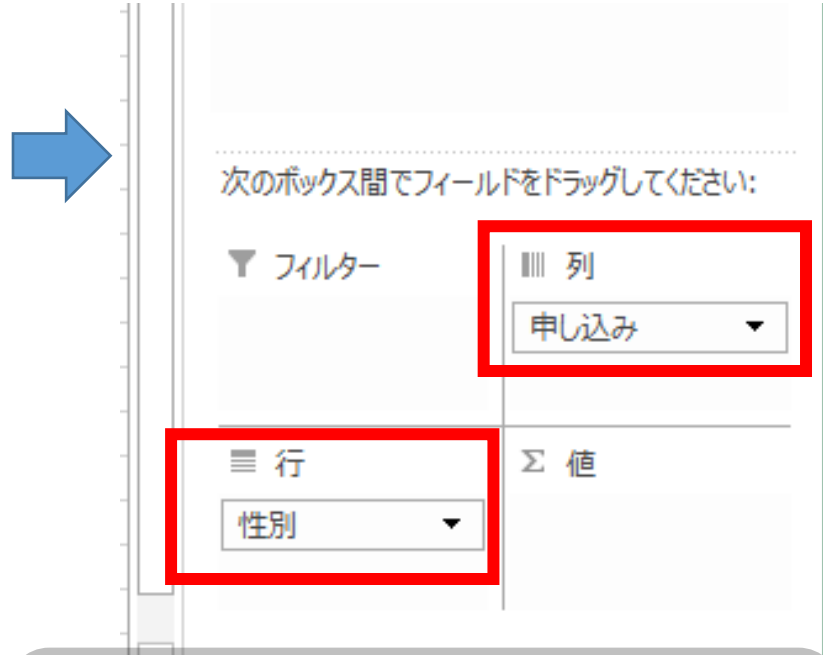 次のボックス間でフィールドをドラッグしてください:
フィルター
列
申し込み
行
Σ 値
性別